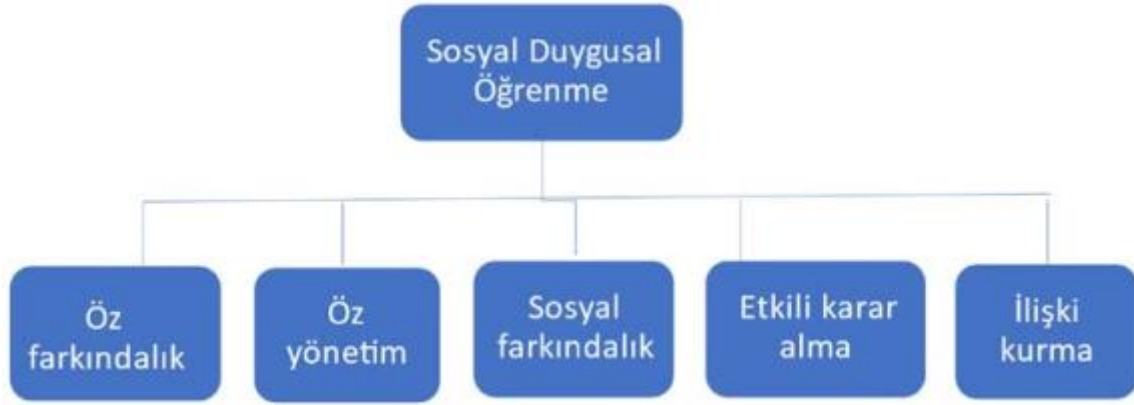 Sosyal Duygusal
Öğrenme
Öz
farkındalık
Öz
yönetim
Sosyal
farkındalık
Etkili karar
alma
İlişki
kurma